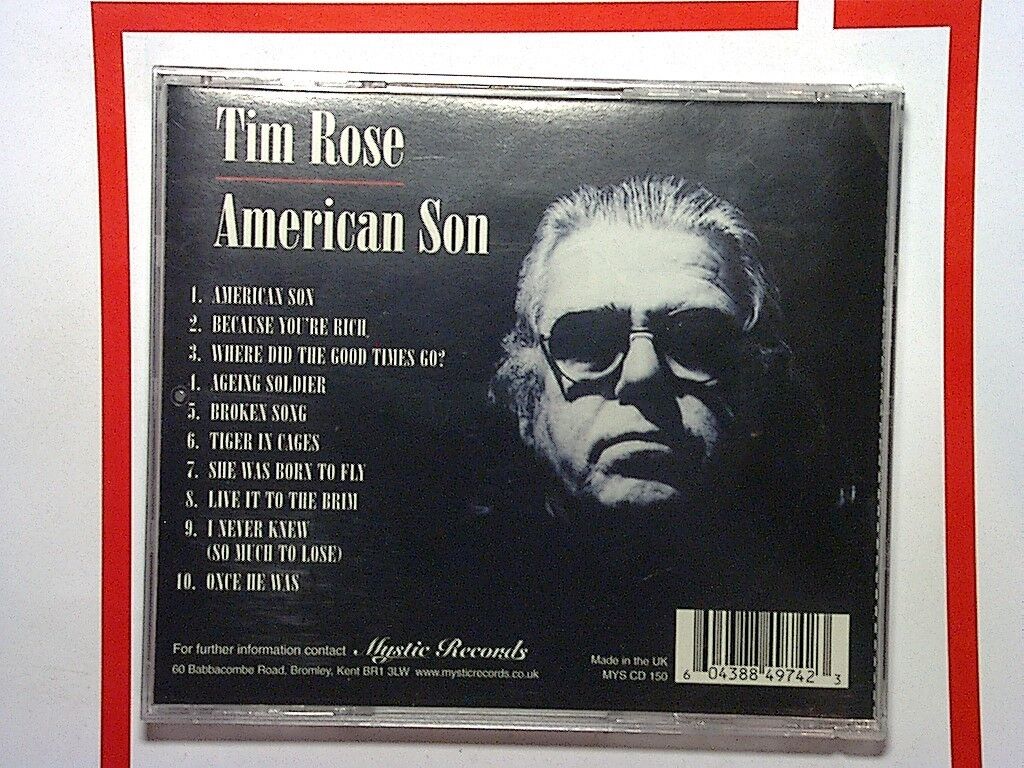 Tim Rose
American Son
1. AMERICAN SON
2. BECAUSE YOU'RE RICH
3. WHERE DID THE GOOD TIMES GO?
4. AGEING SOLDIER
5. BROKEN SONG
6. TIGER IN CAGES
7. SHE WAS BORN TO FLY
8. LIVE IT TO THE BRIM
9. I NEVER KNEW
(SO MUCH TO LOSE)
10. ONCE HE WAS
For further information contact Mystic Records
60 Babbacombe Road, Bromley, Kent BR1 3LW www.mysticrecords.co.uk
Made in the UK
MYS CD 150
6 04388 49742 3